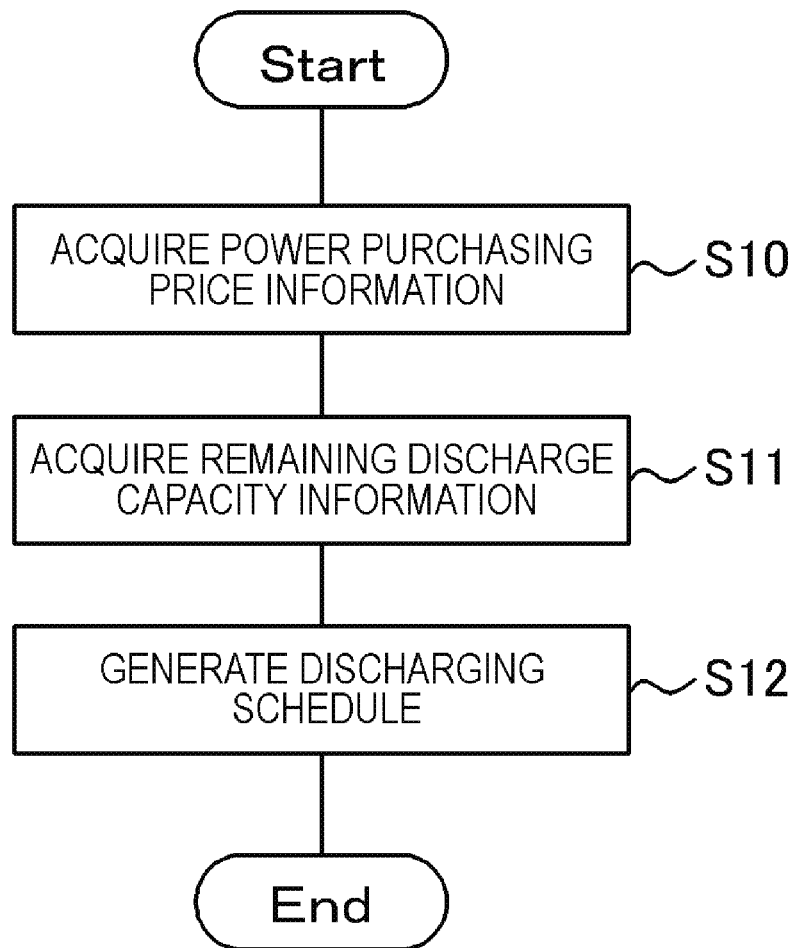 Start
ACQUIRE POWER PURCHASING
PRICE INFORMATION
S10
ACQUIRE REMAINING DISCHARGE
CAPACITY INFORMATION
S11
GENERATE DISCHARGING
SCHEDULE
S12
End